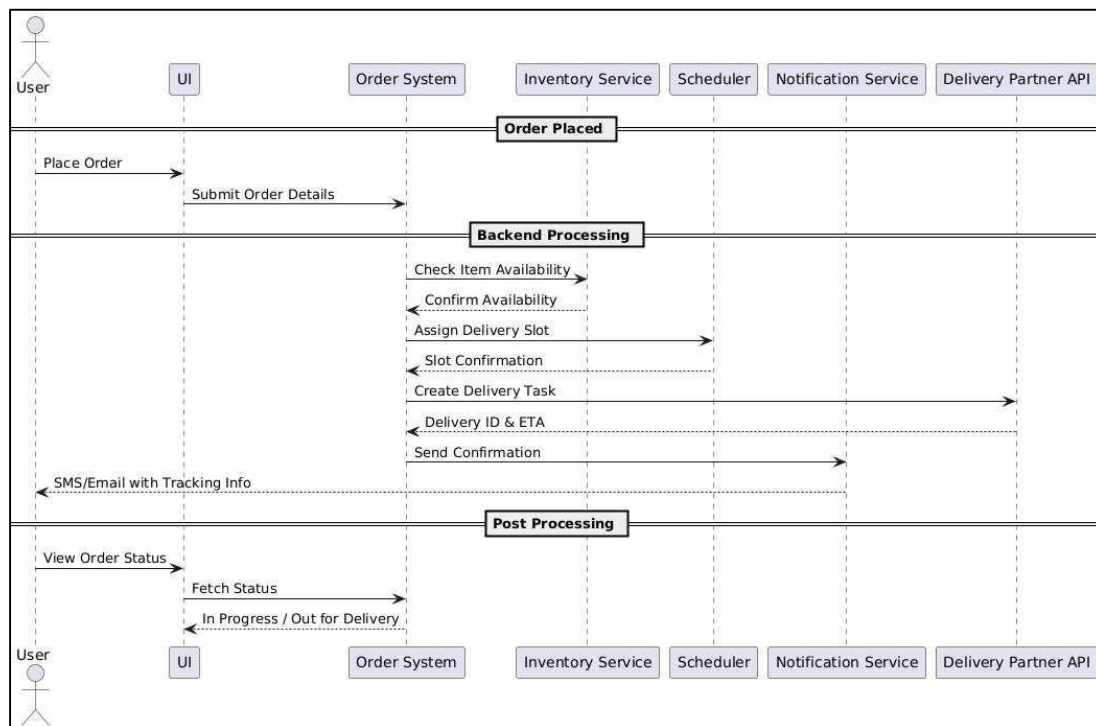 User
UI
Order System
Inventory Service
Scheduler
Notification Service
Delivery Partner API
Order Placed
Place Order
Submit Order Details
Backend Processing
Check Item Availability
Confirm Availability
Assign Delivery Slot
Slot Confirmation
Create Delivery Task
Delivery ID & ETA
Send Confirmation
SMS/Email with Tracking Info
Post Processing
View Order Status
Fetch Status
In Progress / Out for Delivery
User
UI
Order System
Inventory Service
Scheduler
Notification Service
Delivery Partner API